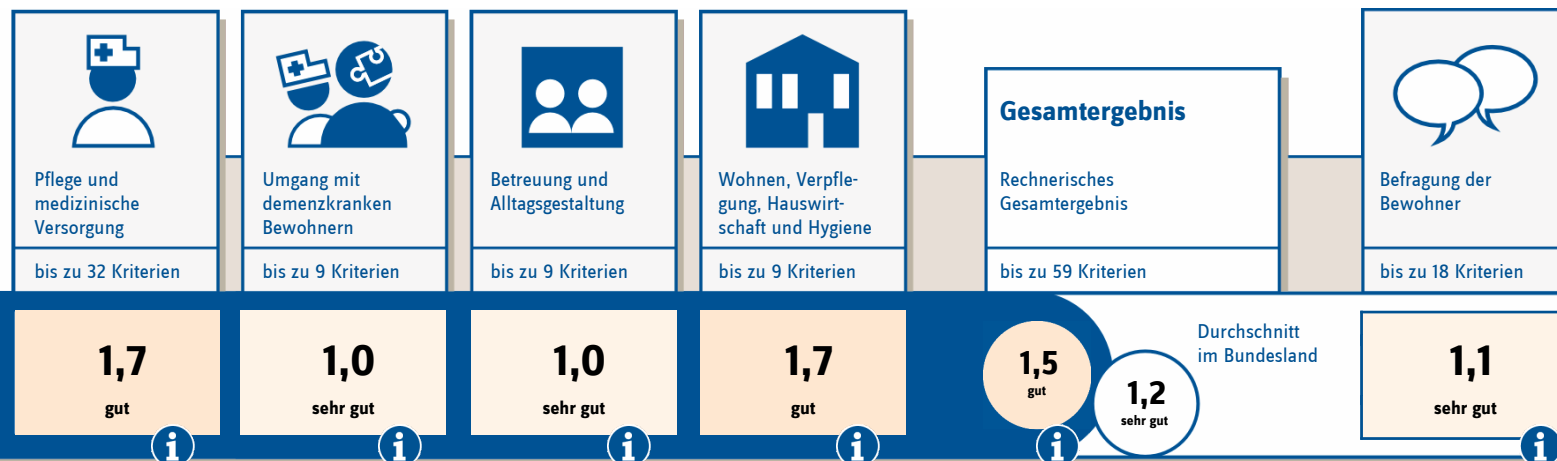 Pflege und
medizinische
Versorgung
bis zu 32 Kriterien
1,7
gut
Umgang mit
demenzkranken
Bewohnern
bis zu 9 Kriterien
1,0
sehr gut
Betreuung und
Alltagsgestaltung
bis zu 9 Kriterien
1,0
sehr gut
Wohnen, Verpfle-
gung, Hauswirt-
schaft und Hygiene
bis zu 9 Kriterien
1,7
gut
Gesamtergebnis
Rechnerisches
Gesamtergebnis
bis zu 59 Kriterien
1,5
gut
Durchschnitt
im Bundesland
1,2
sehr gut
Befragung der
Bewohner
bis zu 18 Kriterien
1,1
sehr gut